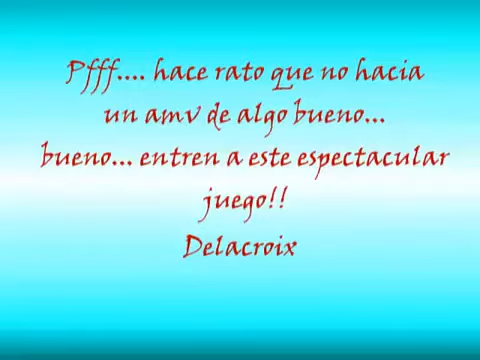 Pfff.... hace rato que no hacia
un amv de algo bueno...
bueno... entren a este espectacular
juego!!
Delacroix